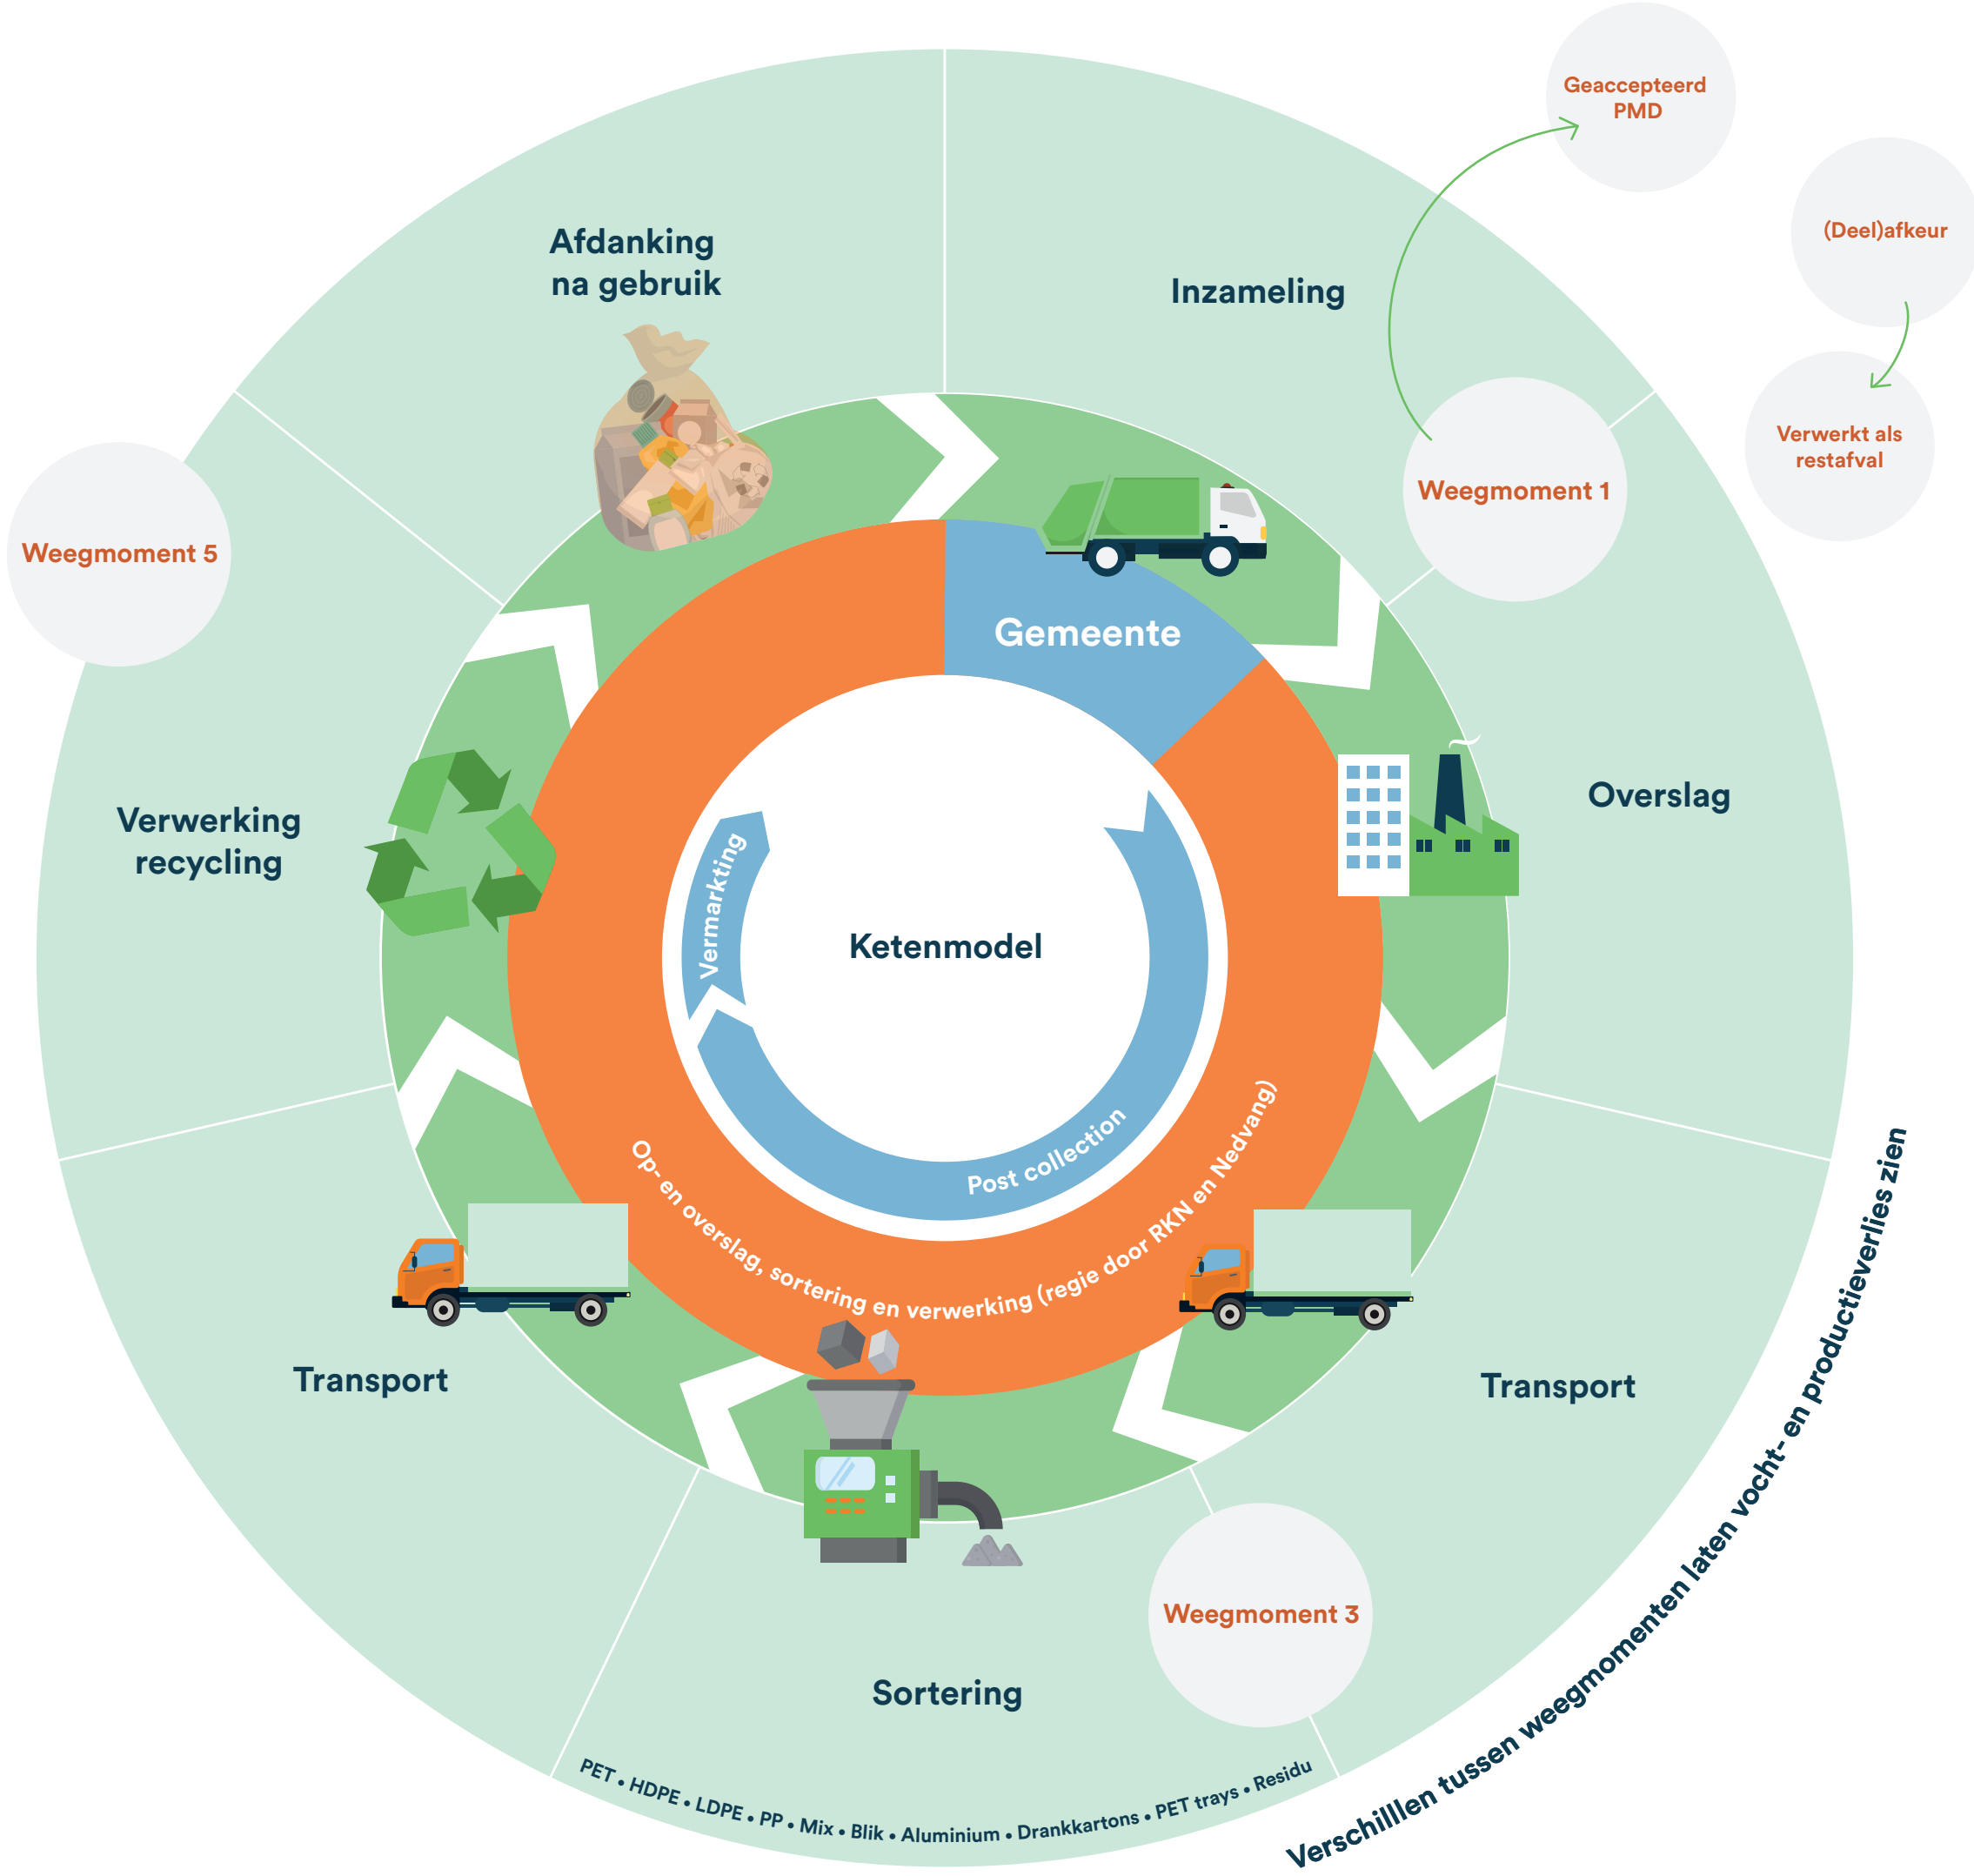 Geaccepteerd
PMD
(Deel)afkeur
Verwerkt als
restafval
Afdanking
na gebruik
Inzameling
Weegmoment 1
Weegmoment 5
Gemeente
Overslag
Verwerking
recycling
Vermarkting
Ketenmodel
Post collection
Op- en overslag, sortering en verwerking (regie door RKN en Nedvang)
Transport
Transport
Weegmoment 3
Sortering
PET • HDPE • LDPE • PP • Mix • Blik • Aluminium • Drankkartons • PET trays • Residu
Verschilllen tussen weegmomenten laten vocht- en productieverlies zien